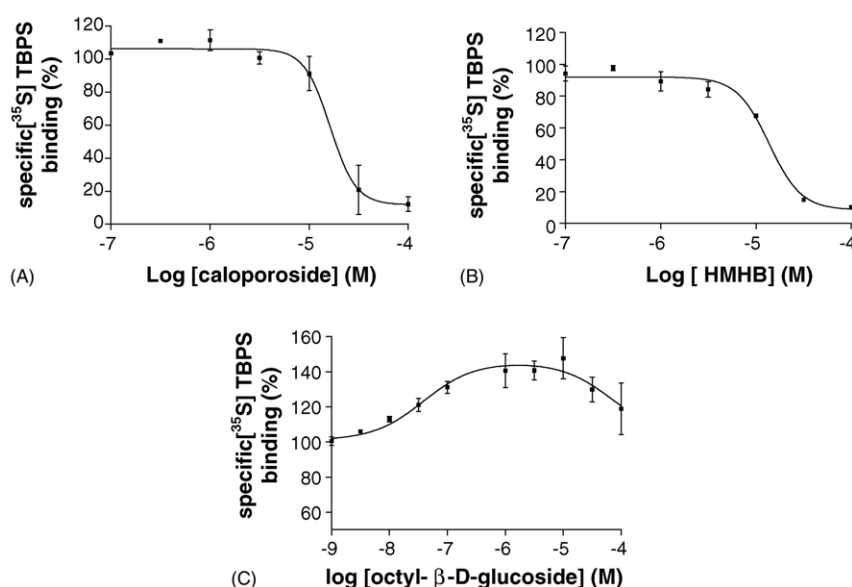 120
100
80
60
40
20
0
specific[³⁵S] TBPS
binding (%)
-7 -6 -5 -4
Log [caloporoside] (M)
(A)
120
100
80
60
40
20
0
specific[³⁵S] TBPS
binding (%)
-7 -6 -5 -4
Log [ HMHB] (M)
(B)
160
140
120
100
80
60
specific[³⁵S] TBPS
binding (%)
-9 -8 -7 -6 -5 -4
log [octyl- β-D-glucoside] (M)
(C)